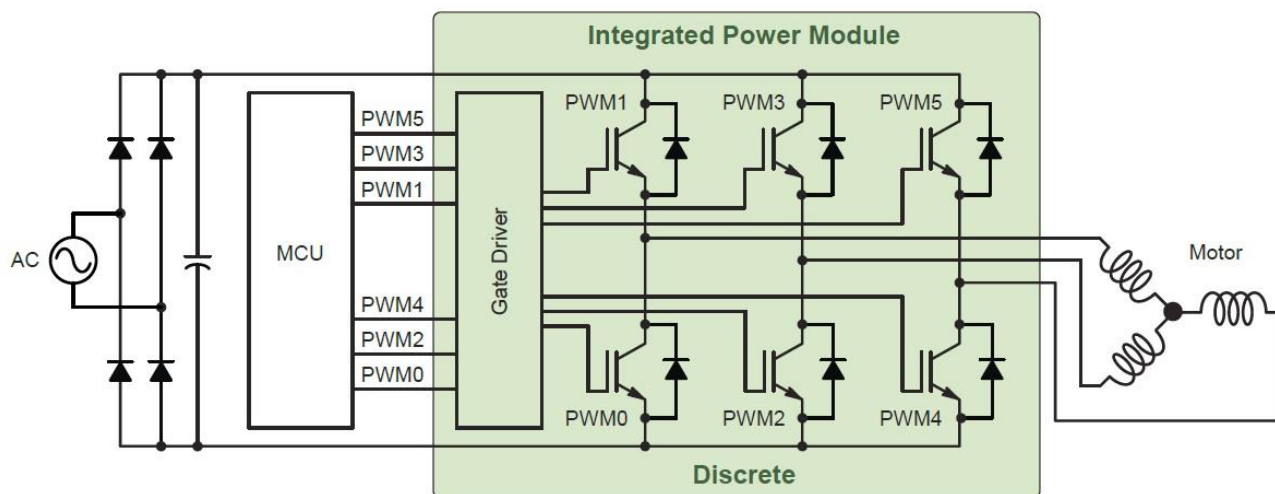 Integrated Power Module
PWM1
PWM3
PWM5
PWM5
PWM3
PWM1
AC
MCU
Gate Driver
Motor
PWM4
PWM2
PWM0
PWM0
PWM2
PWM4
Discrete